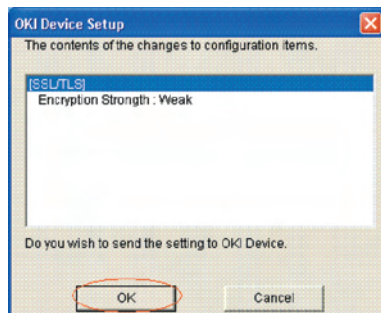 OKI Device Setup
The contents of the changes to configuration items.
[SSL/TLS]
Encryption Strength : Weak
Do you wish to send the setting to OKI Device.
OK
Cancel